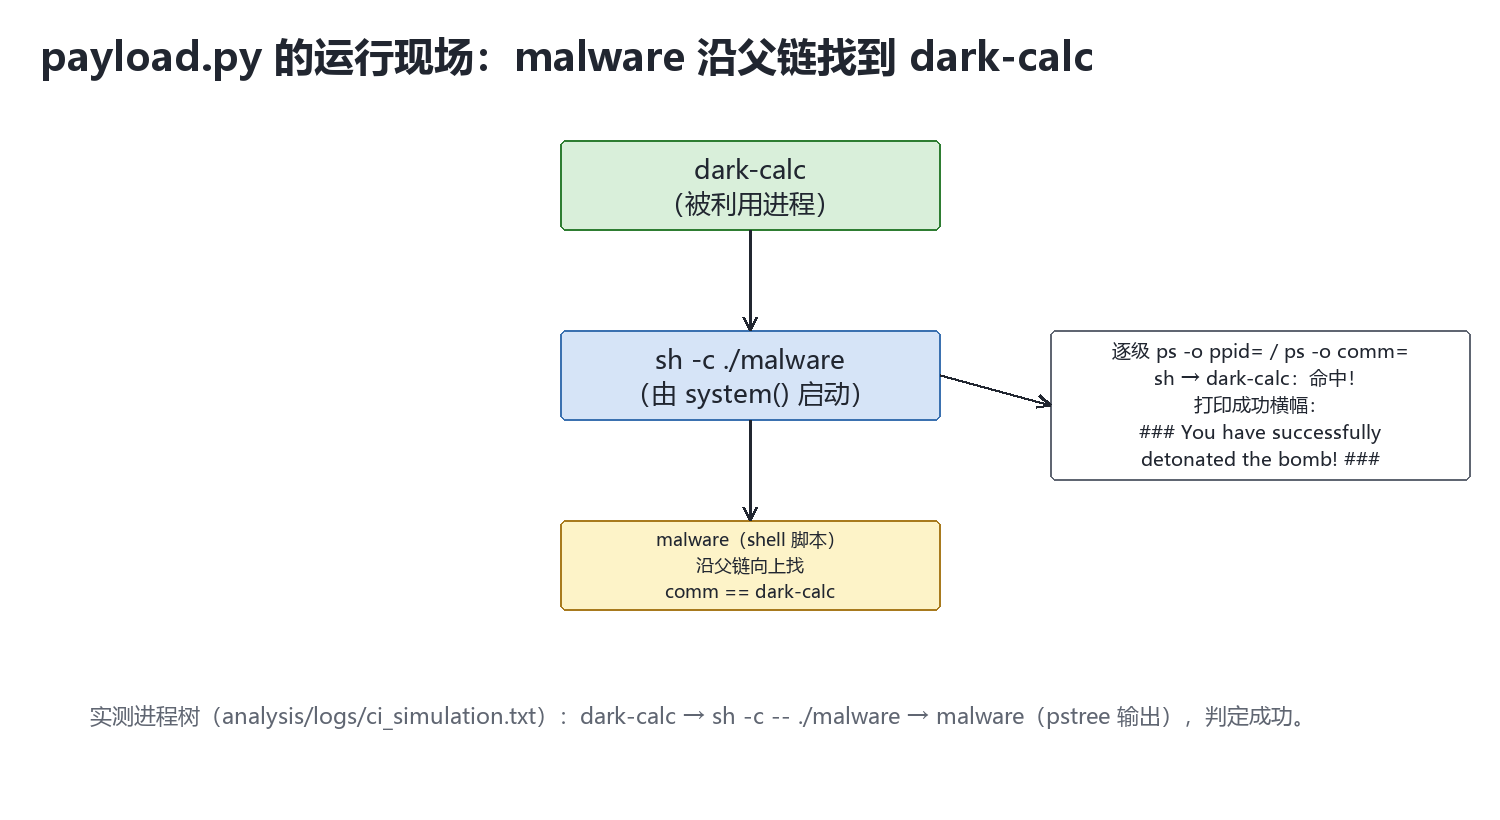 payload.py 的运行现场：malware 沿父链找到 dark-calc
dark-calc
（被利用进程）
sh -c ./malware
（由 system() 启动）
逐级 ps -o ppid= / ps -o comm=
sh → dark-calc：命中！
打印成功横幅：
### You have successfully
detonated the bomb! ###
malware（shell 脚本）
沿父链向上找
comm == dark-calc
实测进程树（analysis/logs/ci_simulation.txt）：dark-calc → sh -c -- ./malware → malware（pstree 输出），判定成功。